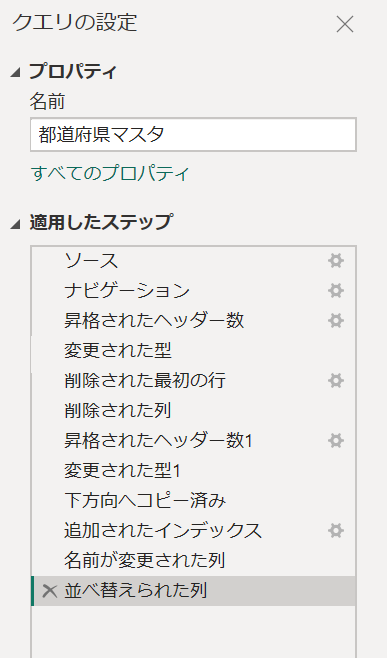 クエリの設定
プロパティ
名前
都道府県マスタ
すべてのプロパティ
適用したステップ
ソース
ナビゲーション
昇格されたヘッダー数
変更された型
削除された最初の行
削除された列
昇格されたヘッダー数1
変更された型1
下方向へコピー済み
追加されたインデックス
名前が変更された列
並べ替えられた列